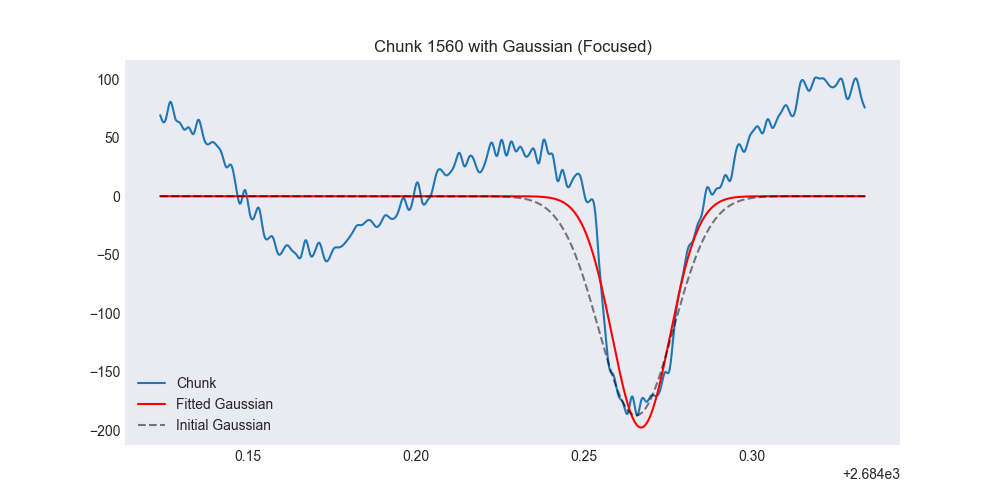 Chunk 1560 with Gaussian (Focused)
100
50
0
−50
−100
−150
−200
Chunk
Fitted Gaussian
Initial Gaussian
0.15 0.20 0.25 0.30
+2.684e3